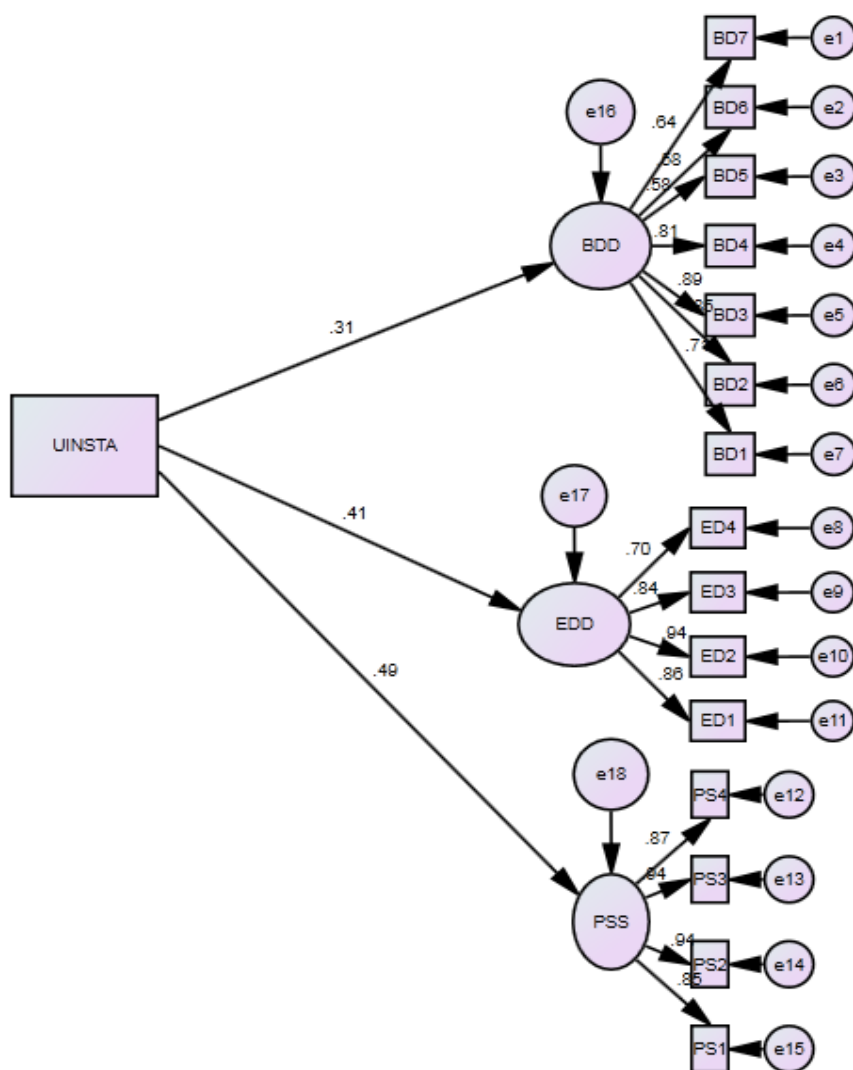 BD7
e1
e16
.64
BD6
e2
.58
BD5
e3
.58
BDD
.81
BD4
e4
.89
BD3
e5
.31
BD2
e6
UINSTA
BD1
e7
e17
.41
ED4
e8
.70
.84
ED3
e9
EDD
.94
ED2
e10
.49
.86
ED1
e11
e18
PS4
e12
.87
.94
PS3
e13
PSS
.94
PS2
e14
.85
PS1
e15